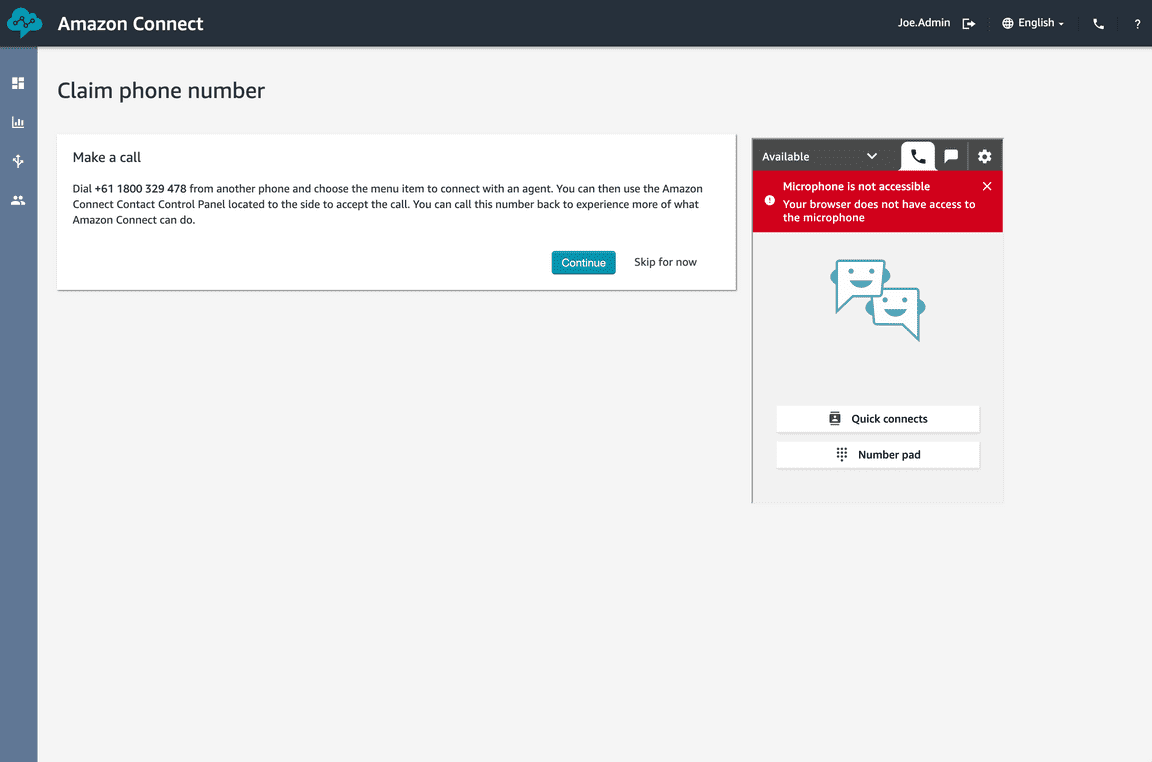 Amazon Connect
Joe.Admin
English
?
Claim phone number
Make a call
Dial +61 1800 329 478 from another phone and choose the menu item to connect with an agent. You can then use the Amazon
Connect Contact Control Panel located to the side to accept the call. You can call this number back to experience more of what
Amazon Connect can do.
Continue
Skip for now
Available
Microphone is not accessible
Your browser does not have access to
the microphone
Quick connects
Number pad